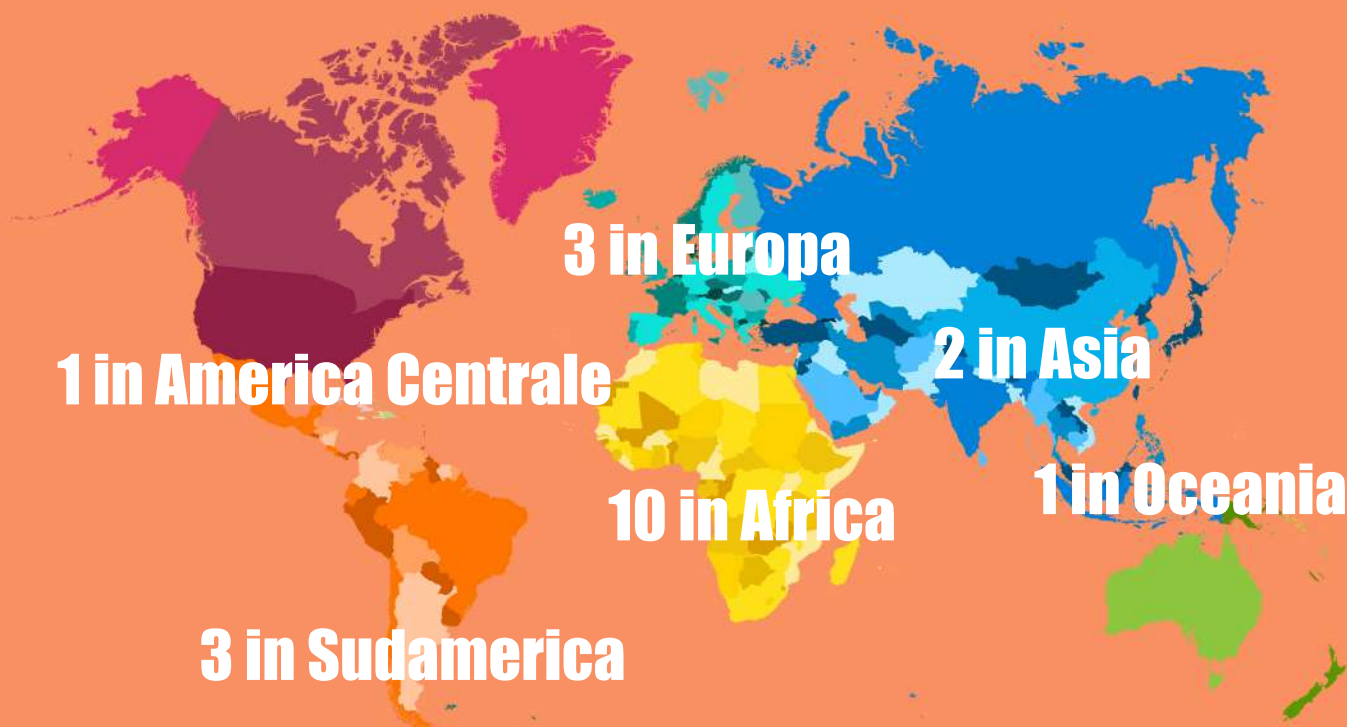 3 in Europa
1 in America Centrale
2 in Asia
10 in Africa
1 in Oceania
3 in Sudamerica